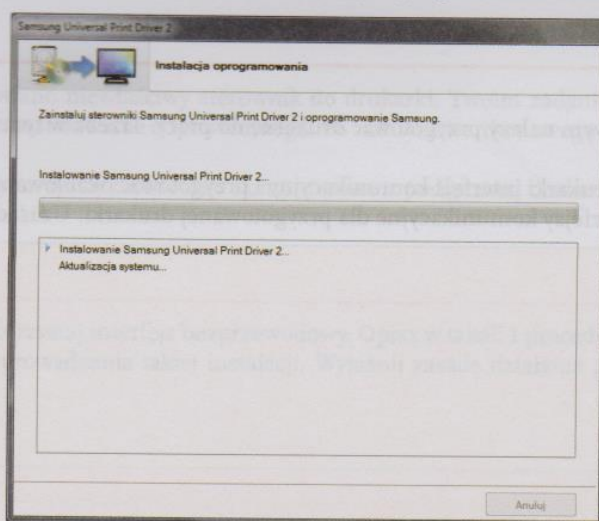 Samsung Universal Print Driver 2
Instalacja oprogramowania
Zainstaluj sterowniki Samsung Universal Print Driver 2 i oprogramowanie Samsung.
Instalowanie Samsung Universal Print Driver 2...
Instalowanie Samsung Universal Print Driver 2...
Aktualizacja systemu...
Anuluj